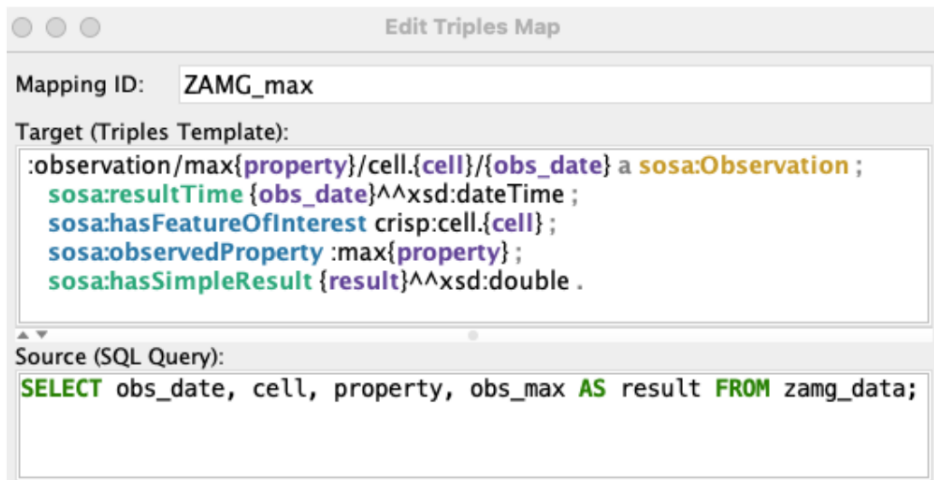 Edit Triples Map
Mapping ID: ZAMG_max
Target (Triples Template):
:observation/max{property}/cell.{cell}/{obs_date} a sosa:Observation ;
sosa:resultTime {obs_date}^^xsd:dateTime ;
sosa:hasFeatureOfInterest crisp:cell.{cell} ;
sosa:observedProperty :max{property} ;
sosa:hasSimpleResult {result}^^xsd:double .
Source (SQL Query):
SELECT obs_date, cell, property, obs_max AS result FROM zamg_data;